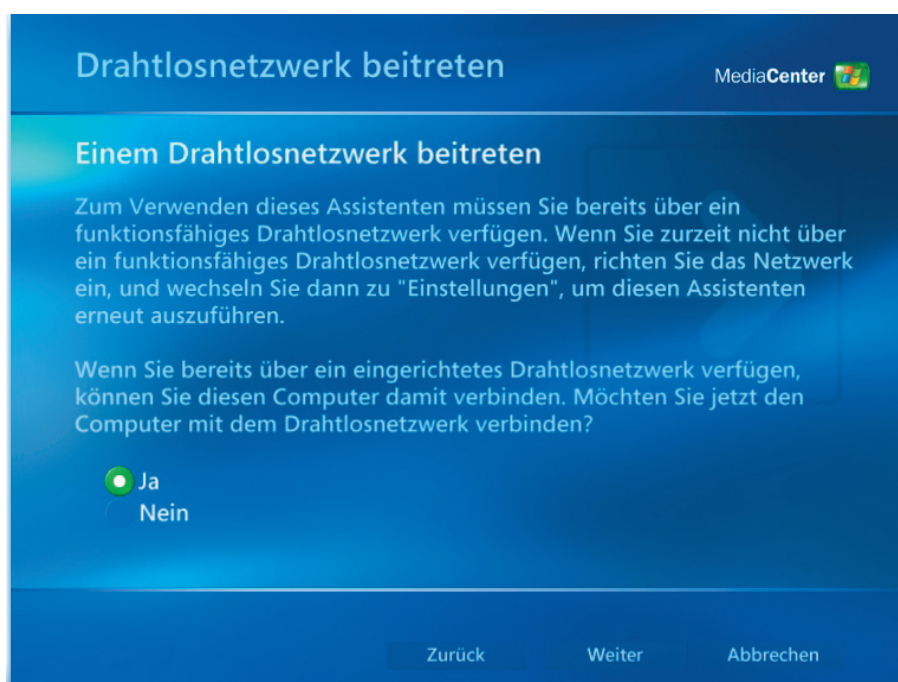 Drahtlosnetzwerk beitreten
MediaCenter
Einem Drahtlosnetzwerk beitreten
Zum Verwenden dieses Assistenten müssen Sie bereits über ein
funktionsfähiges Drahtlosnetzwerk verfügen. Wenn Sie zurzeit nicht über
ein funktionsfähiges Drahtlosnetzwerk verfügen, richten Sie das Netzwerk
ein, und wechseln Sie dann zu "Einstellungen", um diesen Assistenten
erneut auszuführen.
Wenn Sie bereits über ein eingerichtetes Drahtlosnetzwerk verfügen,
können Sie diesen Computer damit verbinden. Möchten Sie jetzt den
Computer mit dem Drahtlosnetzwerk verbinden?
Ja
Nein
Zurück Weiter Abbrechen